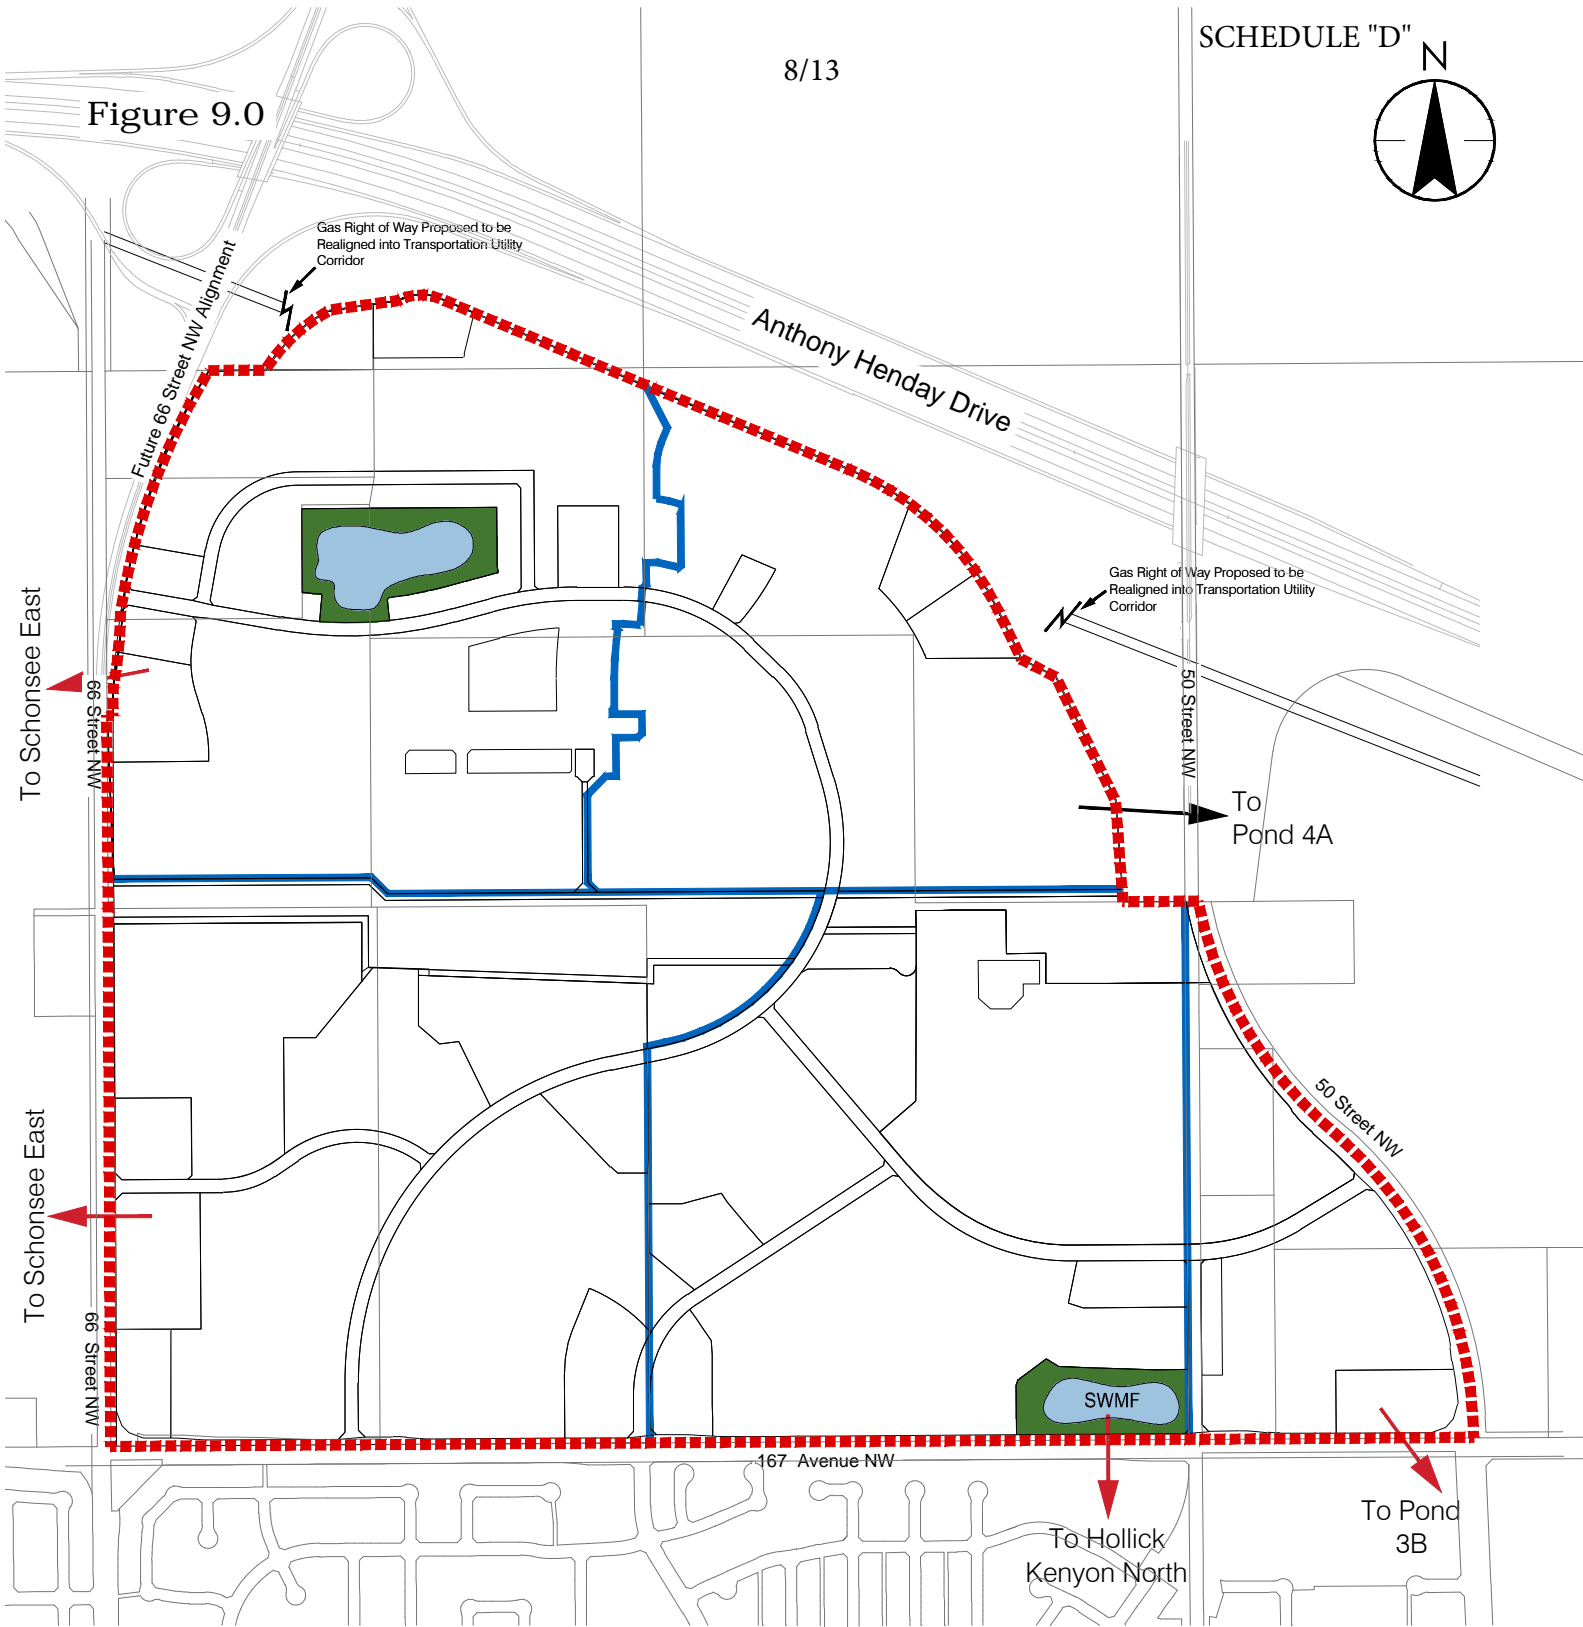 SCHEDULE "D"
8/13
N
Figure 9.0
Gas Right of Way Proposed to be
Realigned into Transportation Utility
Corridor
Future 66 Street NW Alignment
Anthony Henday Drive
Gas Right of Way Proposed to be
Realigned into Transportation Utility
Corridor
To Schonsee East
66 Street NW
50 Street NW
To
Pond 4A
50 Street NW
To Schonsee East
66 Street NW
SWMF
167 Avenue NW
To Hollick
Kenyon North
To Pond
3B